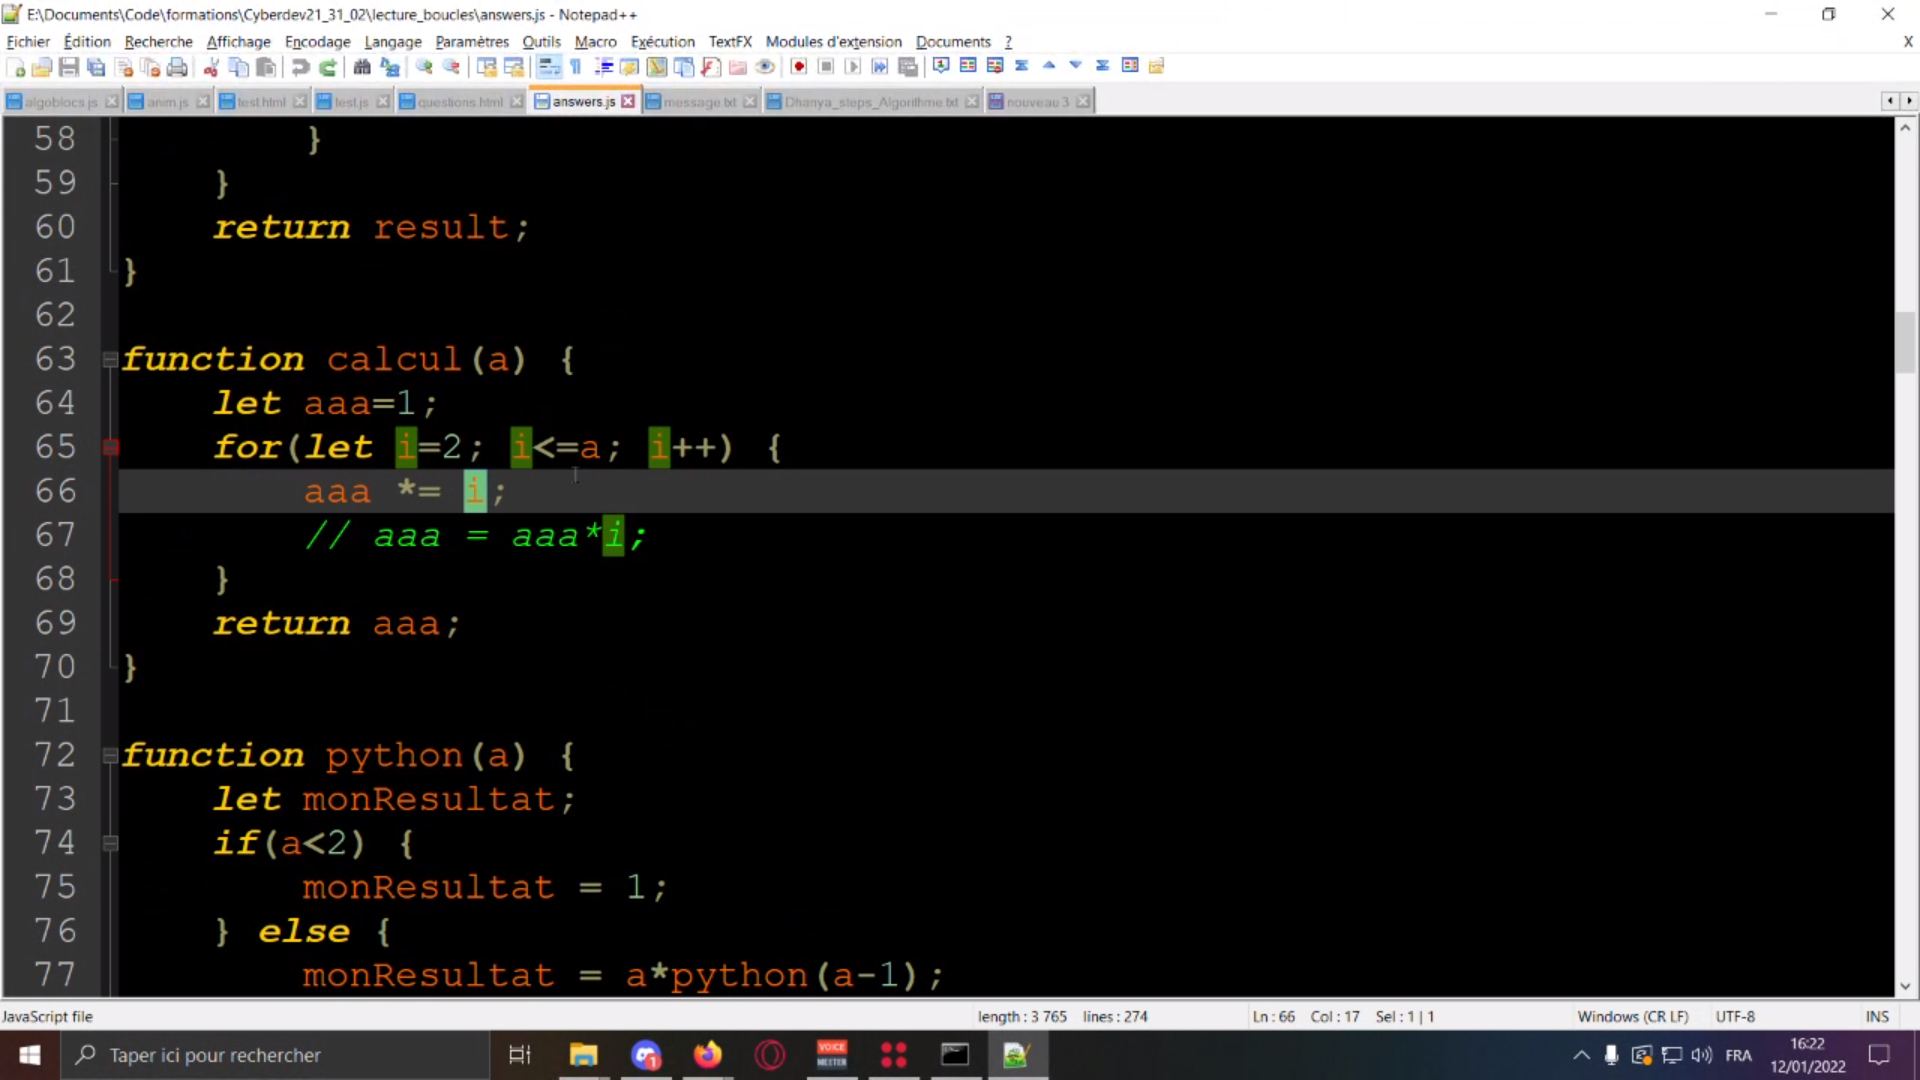 E:\Documents\Code\formations\Cyberdev21_31_02\lecture_boucles\answers.js - Notepad++
Fichier Édition Recherche Affichage Encodage Langage Paramètres Outils Macro Exécution TextFX Modules d'extension Documents ? X
algoblocs.js anim.js test.html test.js questions.html answers.js message.txt Dhanya_steps_Algorithme.txt nouveau 3
58 }
59 }
60 return result;
61 }
62
63 function calcul(a) {
64 let aaa=1;
65 for(let i=2; i<=a; i++) {
66 aaa *= i;
67 // aaa = aaa*i;
68 }
69 return aaa;
70 }
71
72 function python(a) {
73 let monResultat;
74 if(a<2) {
75 monResultat = 1;
76 } else {
77 monResultat = a*python(a-1);
JavaScript file length : 3 765 lines : 274 Ln : 66 Col : 17 Sel : 1 | 1 Windows (CR LF) UTF-8 INS
Taper ici pour rechercher VOICE MEETER FRA 16:22
12/01/2022